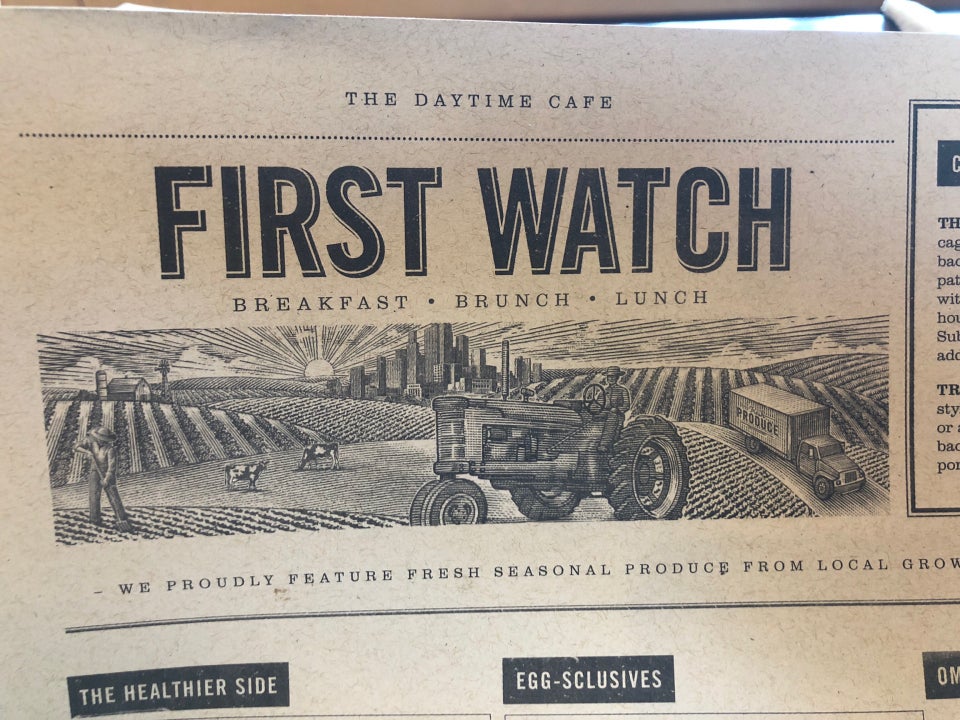 THE DAYTIME CAFE
FIRST WATCH
BREAKFAST • BRUNCH • LUNCH
PRODUCE
– WE PROUDLY FEATURE FRESH SEASONAL PRODUCE FROM LOCAL
THE HEALTHIER SIDE
EGG-SCLUSIVES